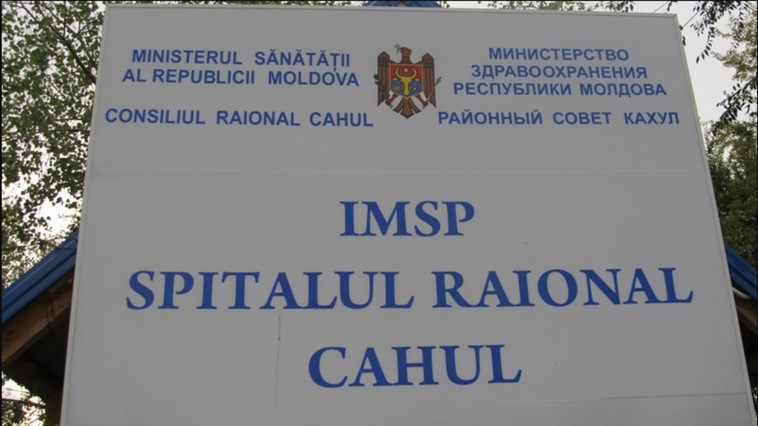 MINISTERUL SĂNĂTĂȚII
AL REPUBLICII MOLDOVA
CONSILIUL RAIONAL CAHUL
МИНИСТЕРСТВО
ЗДРАВООХРАНЕНИЯ
РЕСПУБЛИКИ МОЛДОВА
РАЙОННЫЙ СОВЕТ КАХУЛ
IMSP
SPITALUL RAIONAL
CAHUL